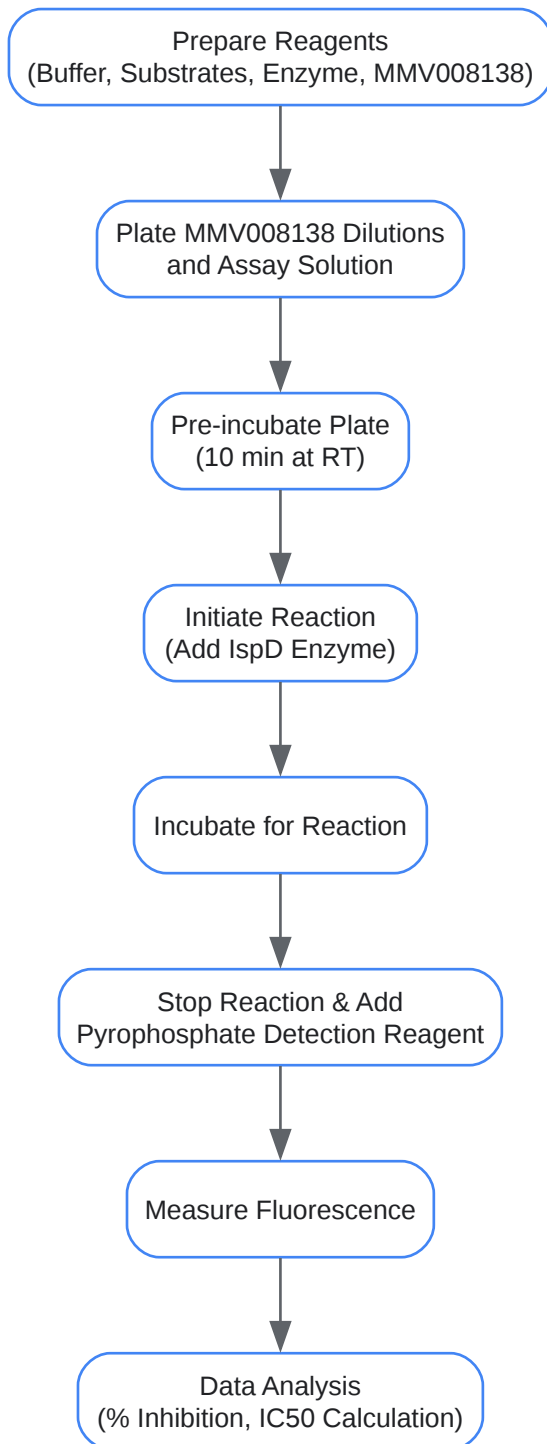 Prepare Reagents
(Buffer, Substrates, Enzyme, MMV008138)
Plate MMV008138 Dilutions
and Assay Solution
Pre-incubate Plate
(10 min at RT)
Initiate Reaction
(Add IspD Enzyme)
Incubate for Reaction
Stop Reaction & Add
Pyrophosphate Detection Reagent
Measure Fluorescence
Data Analysis
(% Inhibition, IC50 Calculation)